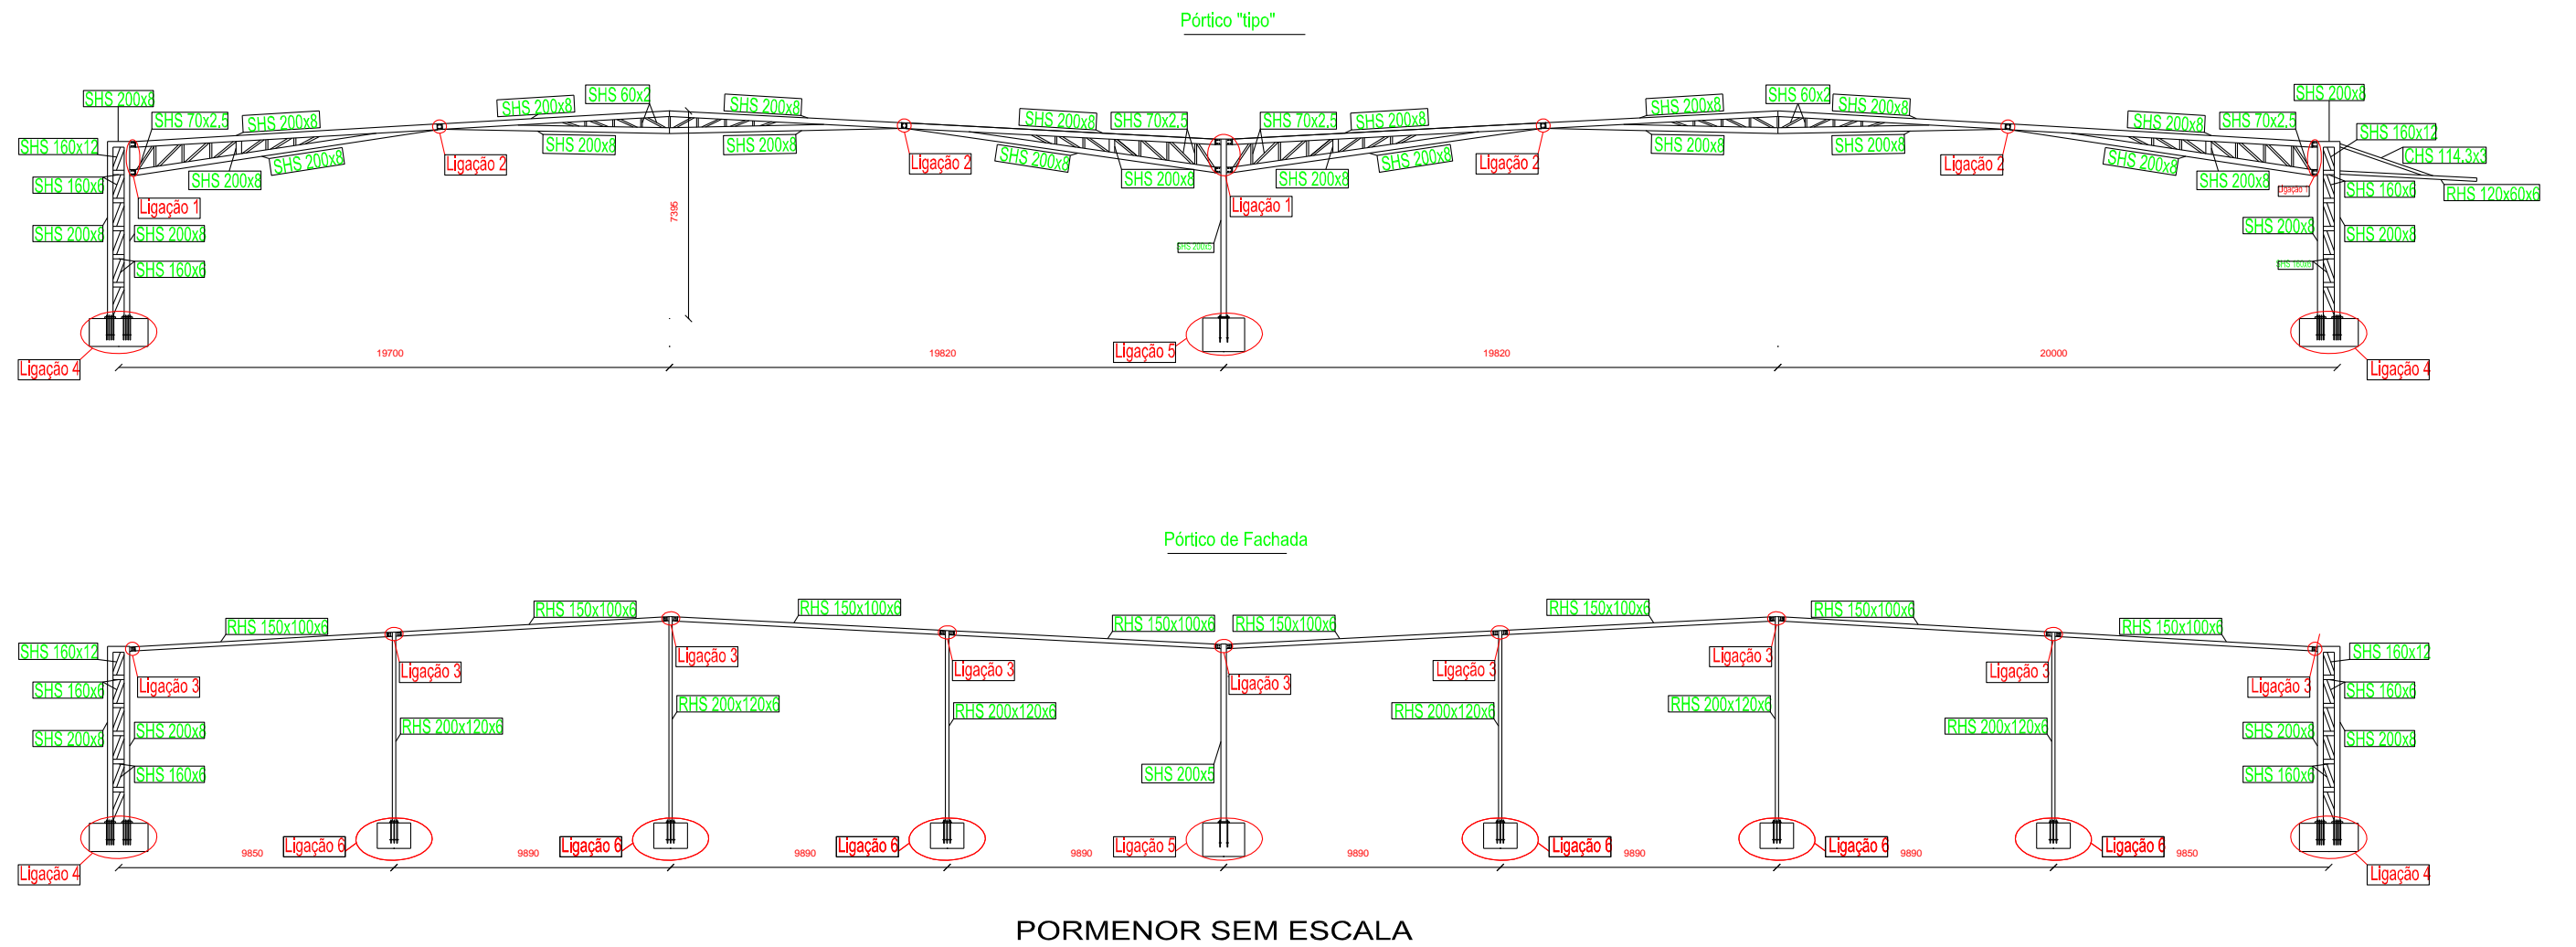 Pórtico "tipo"
SHS 200x8
SHS 70x2.5
SHS 200x8
SHS 200x8
SHS 60x2
SHS 200x8
SHS 200x8
SHS 70x2.5
SHS 70x2.5
SHS 200x8
SHS 200x8
SHS 60x2
SHS 200x8
SHS 200x8
SHS 70x2.5
SHS 200x8
SHS 160x12
SHS 160x12
SHS 160x6
SHS 200x8
SHS 200x8
Ligação 2
SHS 200x8
SHS 200x8
Ligação 2
SHS 200x8
SHS 200x8
SHS 200x8
SHS 200x8
Ligação 2
SHS 200x8
SHS 200x8
Ligação 2
SHS 200x8
SHS 200x8
CHS 114.3x3
Ligação 1
SHS 160x6
RHS 120x60x6
Ligação 1
Ligação 1
7395
SHS 200x8
SHS 200x8
SHS 200x5
SHS 200x8
SHS 200x8
SHS 160x6
SHS 160x6
Ligação 4
19700
19820
Ligação 5
19820
20000
Ligação 4
Pórtico de Fachada
RHS 150x100x6
RHS 150x100x6
RHS 150x100x6
RHS 150x100x6
RHS 150x100x6
RHS 150x100x6
RHS 150x100x6
RHS 150x100x6
SHS 160x12
SHS 160x12
SHS 160x6
Ligação 3
Ligação 3
Ligação 3
Ligação 3
Ligação 3
Ligação 3
Ligação 3
Ligação 3
Ligação 3
SHS 160x6
SHS 200x8
SHS 200x8
RHS 200x120x6
RHS 200x120x6
RHS 200x120x6
RHS 200x120x6
RHS 200x120x6
RHS 200x120x6
SHS 200x8
SHS 200x8
SHS 160x6
SHS 200x5
SHS 160x6
Ligação 4
9850
Ligação 6
9890
Ligação 6
9890
Ligação 6
9890
Ligação 5
9890
Ligação 6
9890
Ligação 6
9890
Ligação 6
9850
Ligação 4
PORMENOR SEM ESCALA